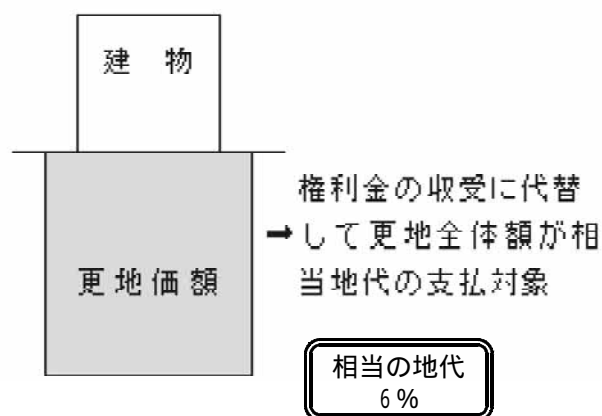 建 物
権利金の収受に代替
➡して更地全体額が相
当地代の支払対象
更地価額
相当の地代
6%